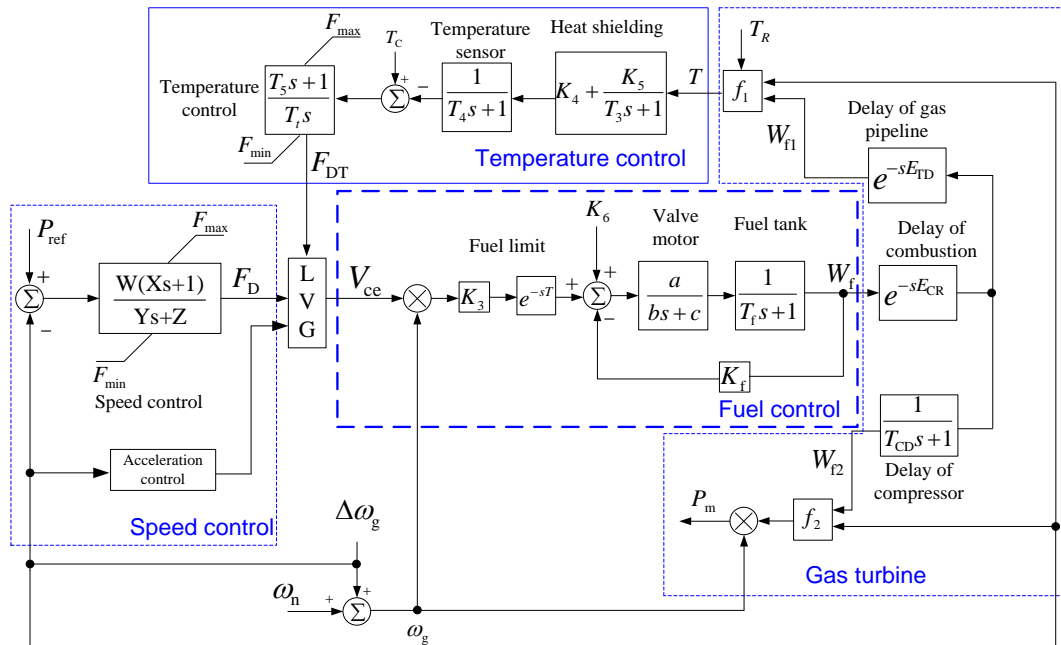 F_max
T_C
Temperature sensor
Heat shielding
T_R
Temperature control
T_5 s + 1
T_t s
+
−
Σ
1
T_4 s + 1
K_4 + K_5
T_3 s + 1
T
f_1
F_min
W_f1
Delay of gas pipeline
F_DT
Temperature control
e^{-sE_TD}
P_ref
F_max
K_6
Valve motor
Fuel tank
Delay of combustion
Fuel limit
+
Σ
−
W(Xs+1)
Ys+Z
F_D
L
V
G
V_ce
K_3
e^{-sT}
+
+
Σ
−
a
bs + c
1
T_f s + 1
W_f
e^{-sE_CR}
F_min
Speed control
K_f
Fuel control
1
T_CD s + 1
Acceleration control
W_f2
Delay of compressor
P_m
f_2
Speed control
Δω_g
Gas turbine
ω_n
+
+
Σ
ω_g